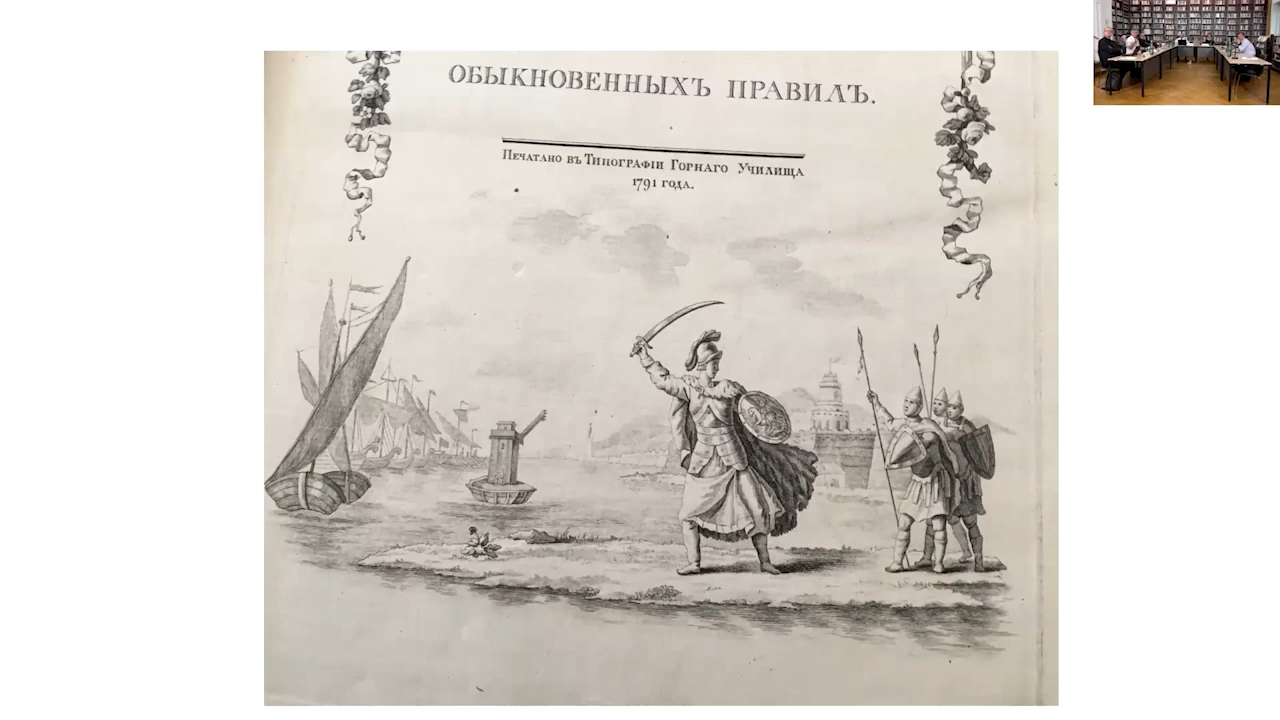 ОБЫКНОВЕННЫХЪ ПРАВИЛЪ.
ПЕЧАТАНО ВЪ ТИПОГРАФІИ ГОРНАГО УЧИЛИЩА
1791 ГОДА.